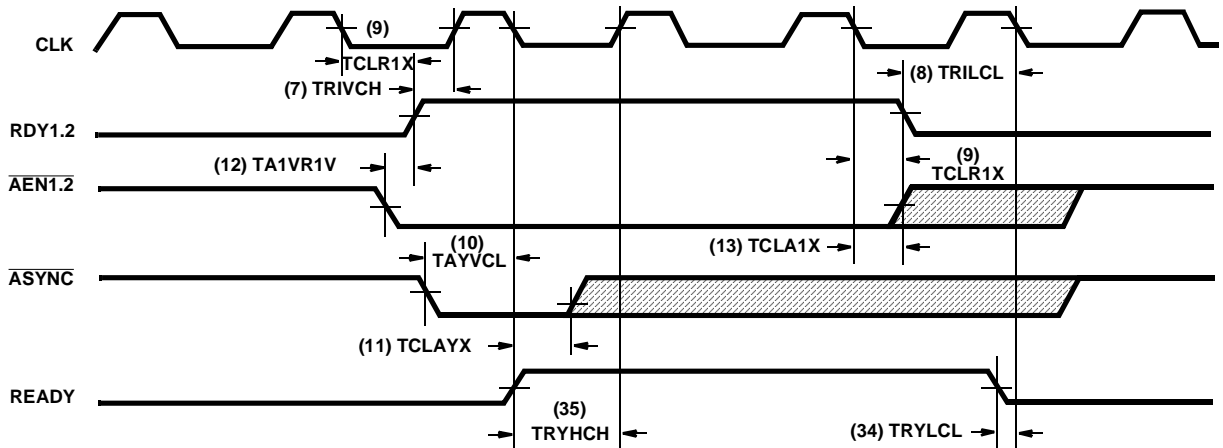 CLK
(9)
TCLR1X
(8) TRILCL
(7) TRIVCH
RDY1.2
(12) TA1VR1V
(9)
TCLR1X
AEN1.2
(10)
TAYVCL
(13) TCLA1X
ASYNC
(11) TCLAYX
READY
(35)
TRYHCH
(34) TRYLCL